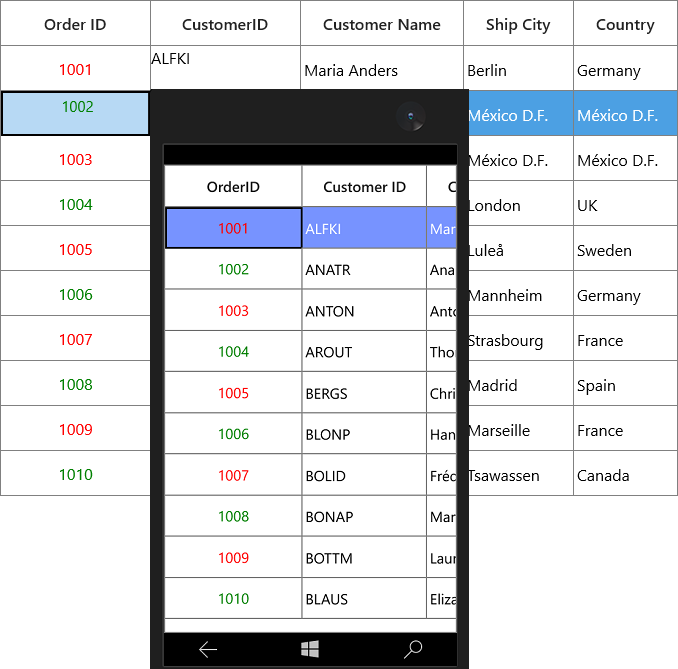 Order ID CustomerID Customer Name Ship City Country
1001 ALFKI Maria Anders Berlin Germany
1002 México D.F. México D.F.
1003 México D.F. México D.F.
1004 London UK
1005 Luleå Sweden
1006 Mannheim Germany
1007 Strasbourg France
1008 Madrid Spain
1009 Marseille France
1010 Tsawassen Canada
OrderID Customer ID C
1001 ALFKI Mar
1002 ANATR Ana
1003 ANTON Anto
1004 AROUT Tho
1005 BERGS Chri
1006 BLONP Han
1007 BOLID Fréd
1008 BONAP Mar
1009 BOTTM Lau
1010 BLAUS Eliza